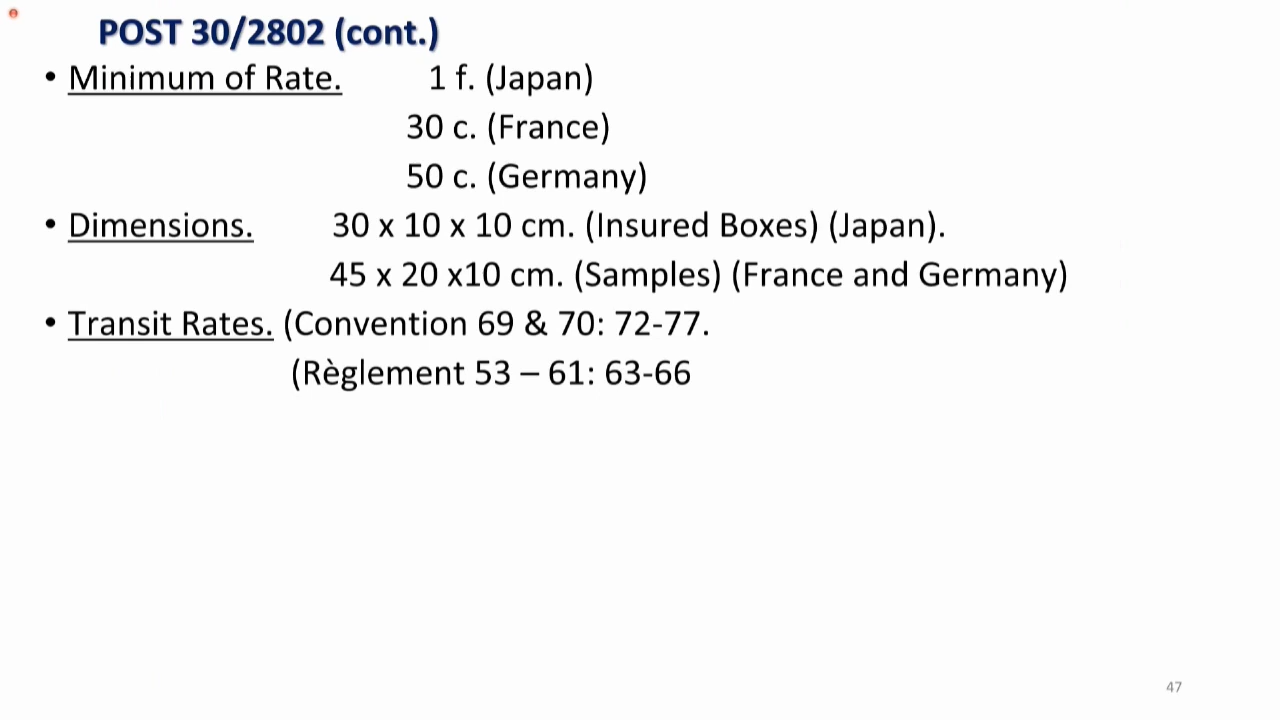 POST 30/2802 (cont.)
• Minimum of Rate. 1 f. (Japan)
30 c. (France)
50 c. (Germany)
• Dimensions. 30 x 10 x 10 cm. (Insured Boxes) (Japan).
45 x 20 x10 cm. (Samples) (France and Germany)
• Transit Rates. (Convention 69 & 70: 72-77.
(Règlement 53 – 61: 63-66
47